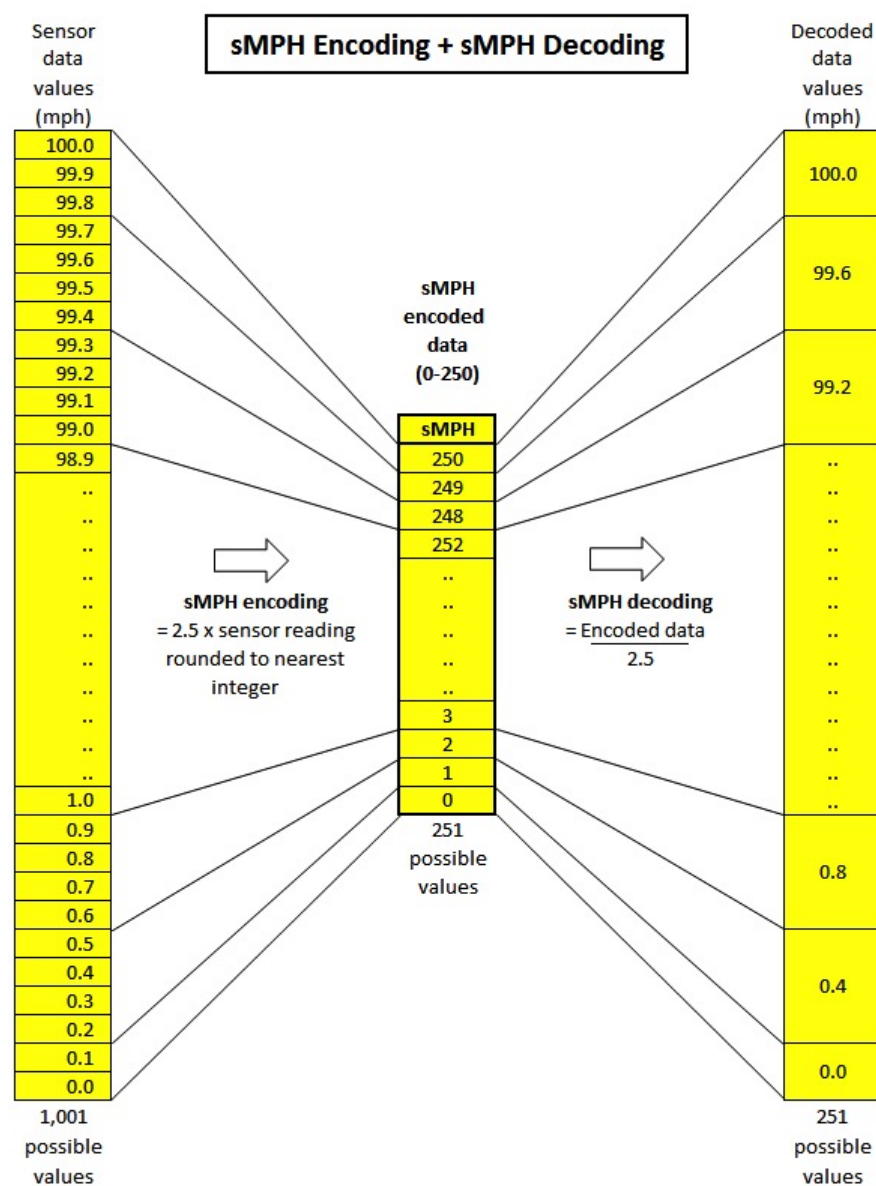 sMPH Encoding + sMPH Decoding
Sensor
data
values
(mph)
100.0
99.9
99.8
99.7
99.6
99.5
99.4
99.3
99.2
99.1
99.0
98.9
..
..
..
..
..
..
..
..
..
..
..
1.0
0.9
0.8
0.7
0.6
0.5
0.4
0.3
0.2
0.1
0.0
1,001
possible
values
sMPH encoding
= 2.5 x sensor reading
rounded to nearest
integer
sMPH
encoded
data
(0-250)
sMPH
250
249
248
252
..
..
..
..
..
3
2
1
0
251
possible
values
sMPH decoding
= Encoded data
2.5
Decoded
data
values
(mph)
100.0
99.6
99.2
..
..
..
..
..
..
..
..
..
..
..
..
..
0.8
0.4
0.0
251
possible
values